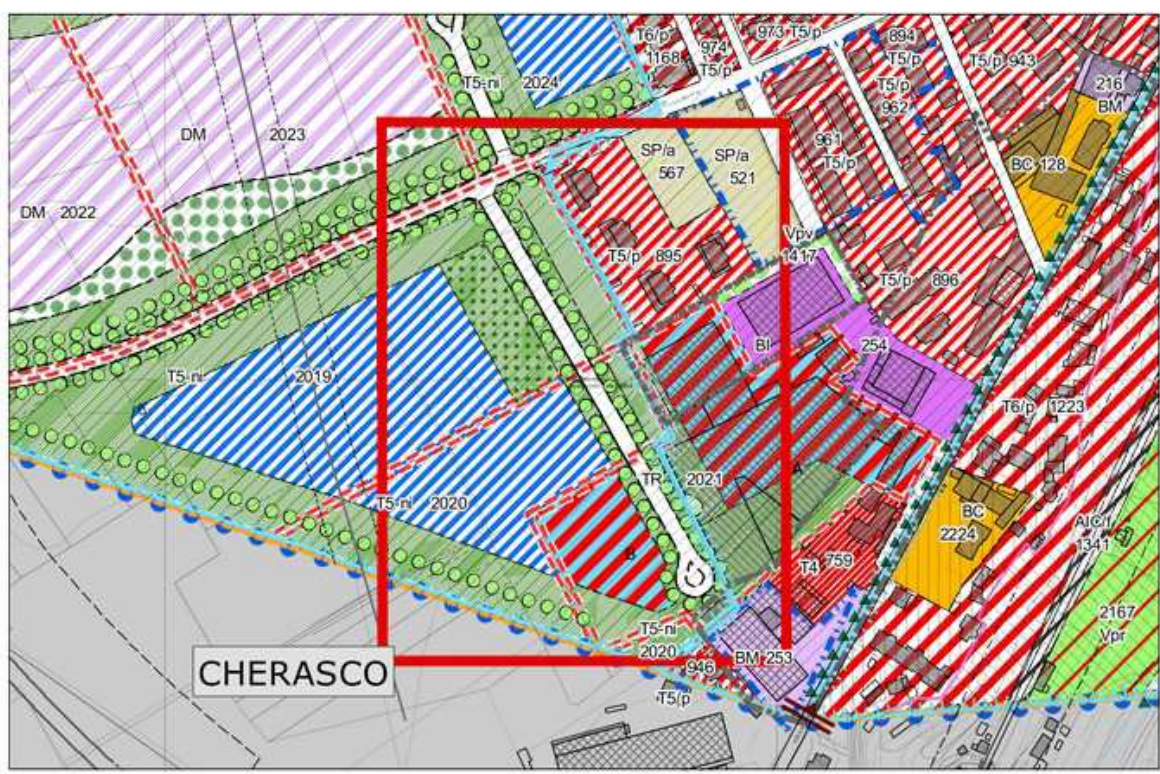 T6/p
1168
974
T5/p
973 T5/p
894
T5/p
T5/p 943
T5-ni 2024
T5/p
962
216
BM
DM 2023
961
T5/p
SP/a
567
SP/a
521
BC 128
DM 2022
Vpv
1417
T5/p 895
T5/p 896
BI
254
T5-ni 2019
T6/p 1223
A
TR 2021
A
T5-ni 2020
BC
2224
AIC/f
1341
B
T4 759
2167
Vpr
T5-ni
2020
BM 253
946
T5/p
CHERASCO